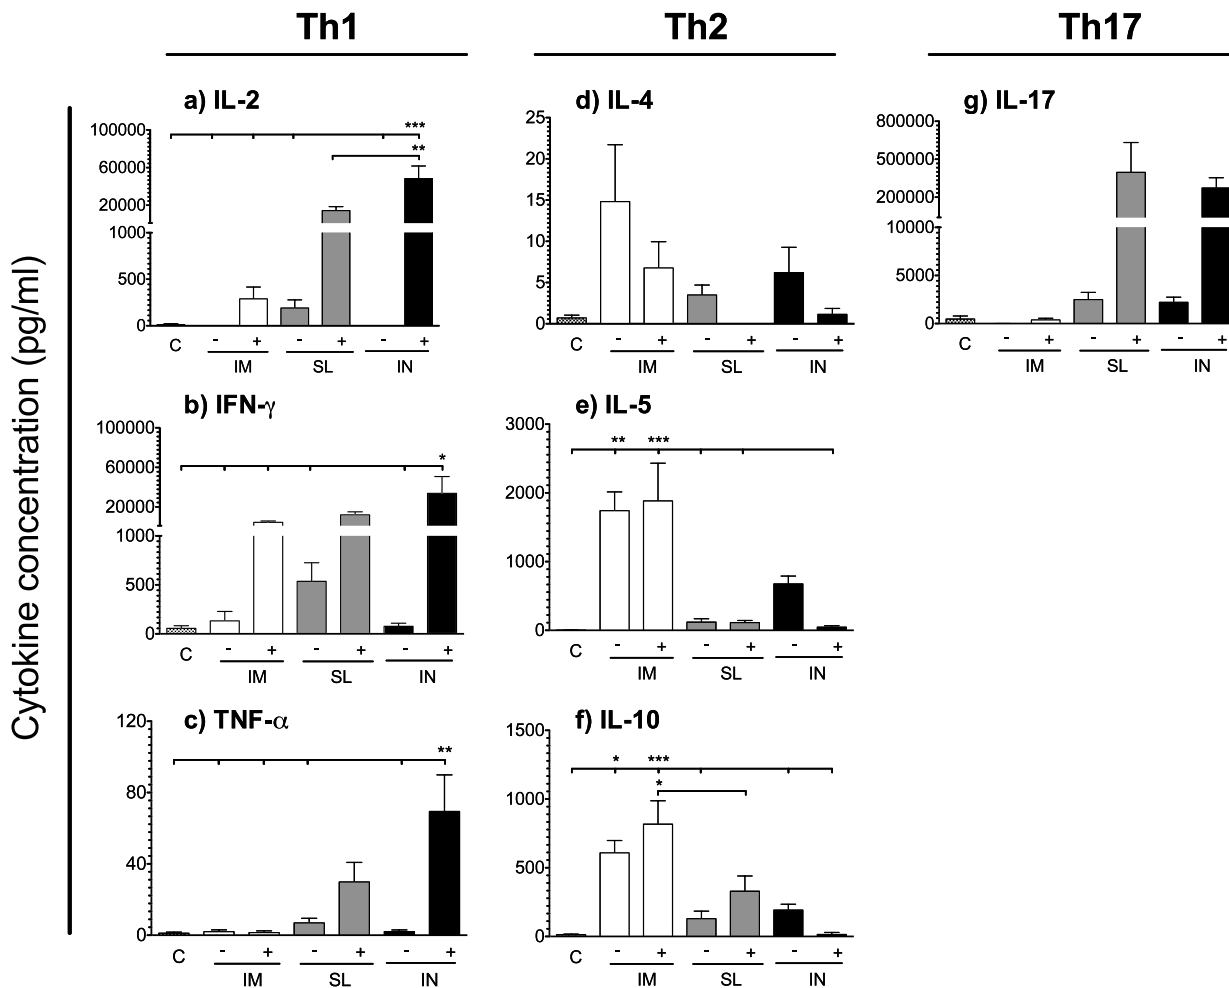 Th1 Th2 Th17
Cytokine concentration (pg/ml)
a) IL-2
100000
60000
20000
1000
500
0
***
**
C - + - + - +
IM SL IN
d) IL-4
25
20
15
10
5
0
C - + - + - +
IM SL IN
g) IL-17
800000
500000
200000
10000
5000
0
C - + - + - +
IM SL IN
b) IFN-γ
100000
60000
20000
1000
500
0
*
C - + - + - +
IM SL IN
e) IL-5
3000
2000
1000
0
** ***
C - + - + - +
IM SL IN
c) TNF-α
120
80
40
0
**
C - + - + - +
IM SL IN
f) IL-10
1500
1000
500
0
* ***
*
C - + - + - +
IM SL IN